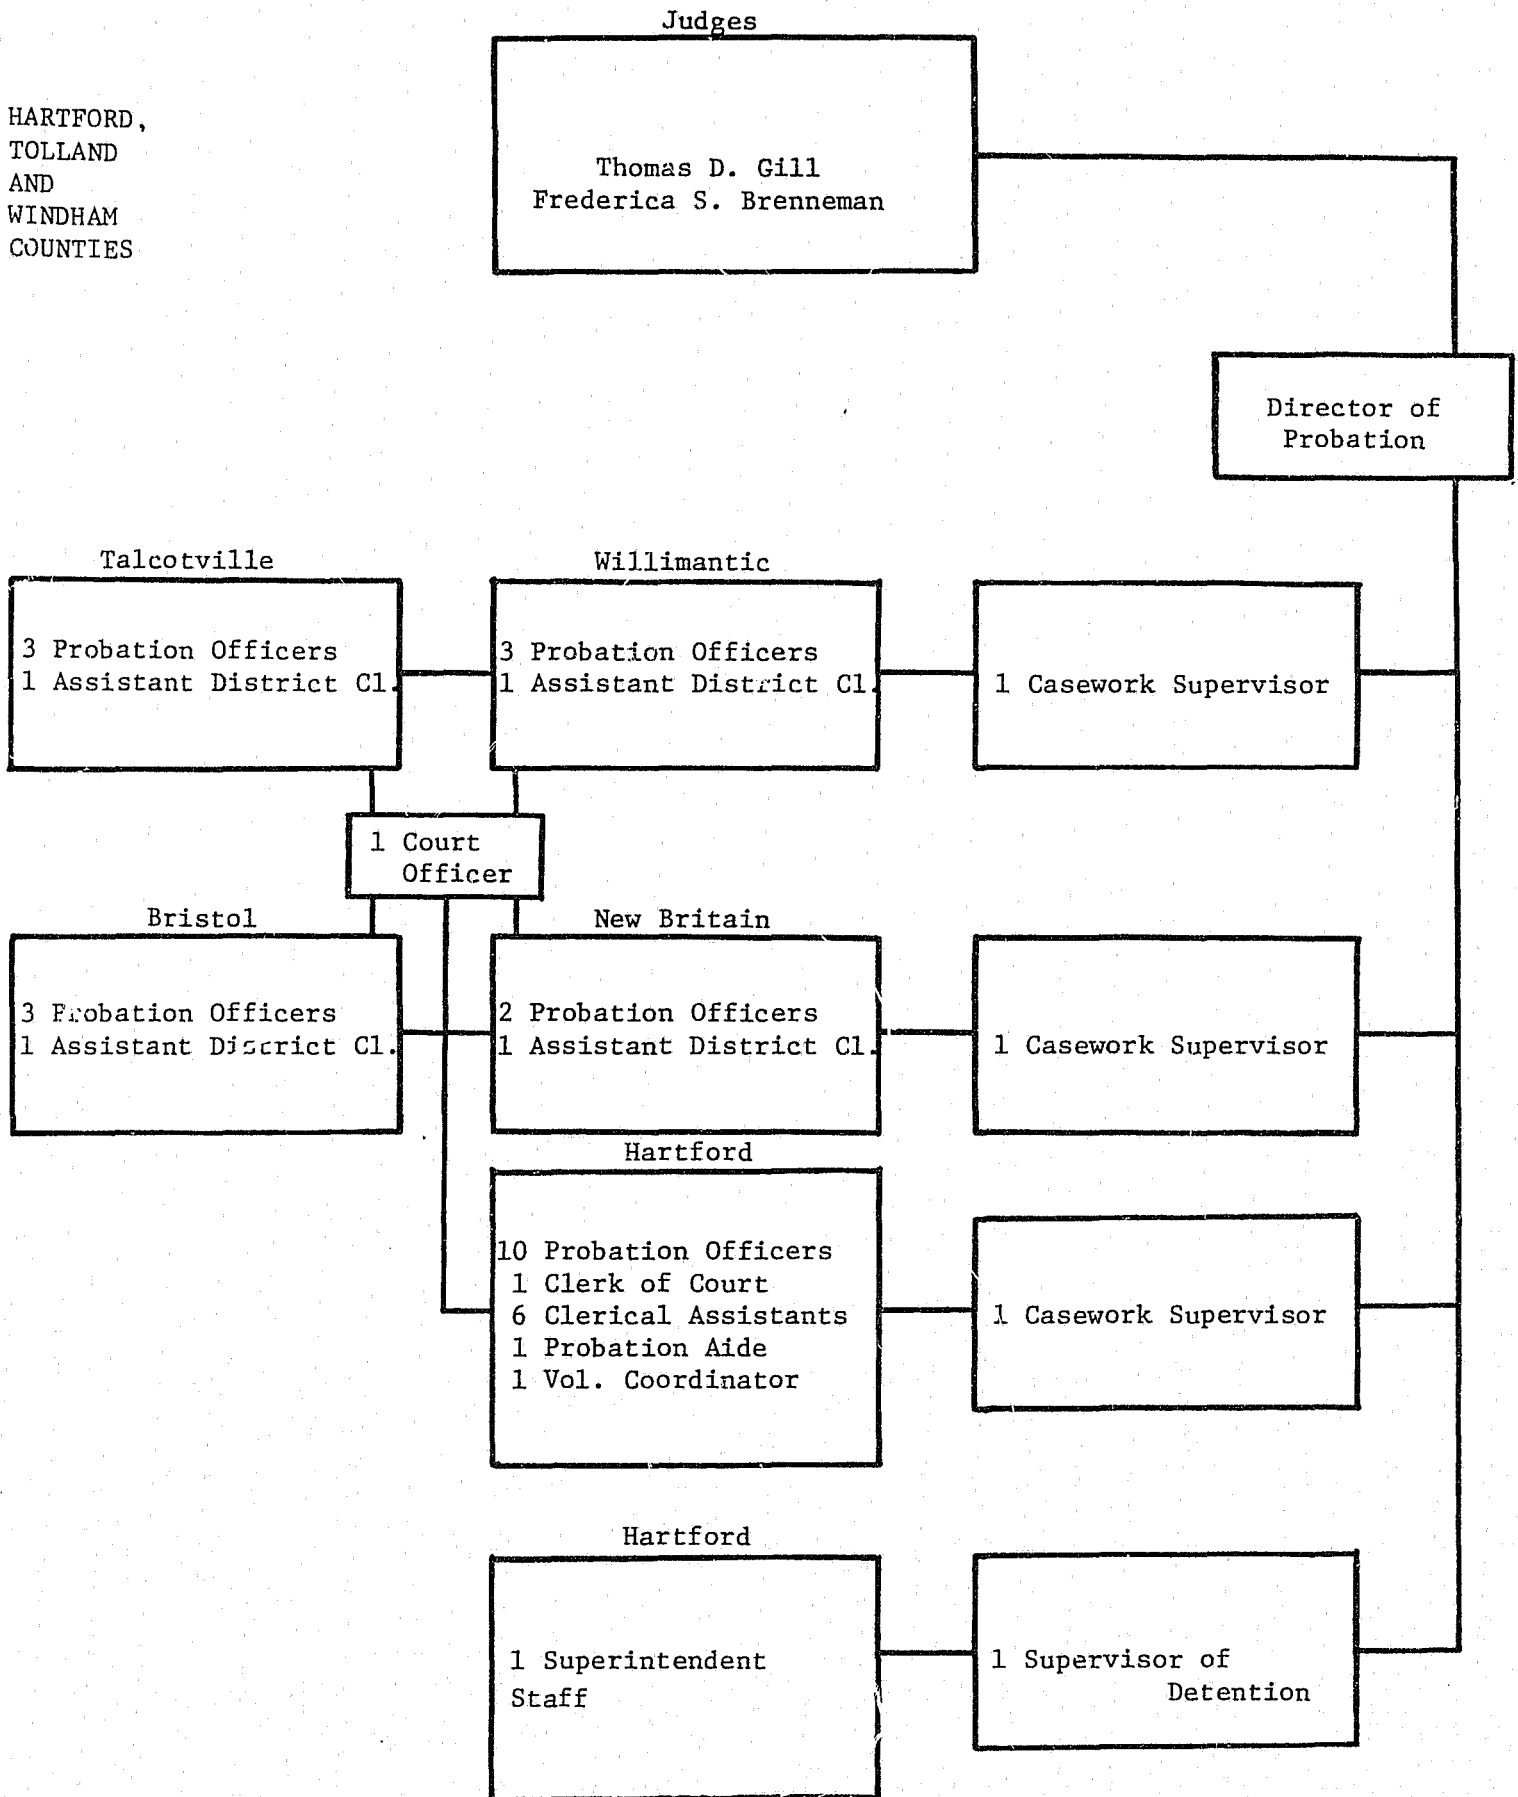 Judges
HARTFORD,
TOLLAND
AND
WINDHAM
COUNTIES
Thomas D. Gill
Frederica S. Brenneman
Director of
Probation
Talcotville
3 Probation Officers
1 Assistant District Cl.
Willimantic
3 Probation Officers
1 Assistant District Cl.
1 Casework Supervisor
1 Court
Officer
Bristol
3 Probation Officers
1 Assistant District Cl.
New Britain
2 Probation Officers
1 Assistant District Cl.
1 Casework Supervisor
Hartford
10 Probation Officers
1 Clerk of Court
6 Clerical Assistants
1 Probation Aide
1 Vol. Coordinator
1 Casework Supervisor
Hartford
1 Superintendent
Staff
1 Supervisor of
Detention